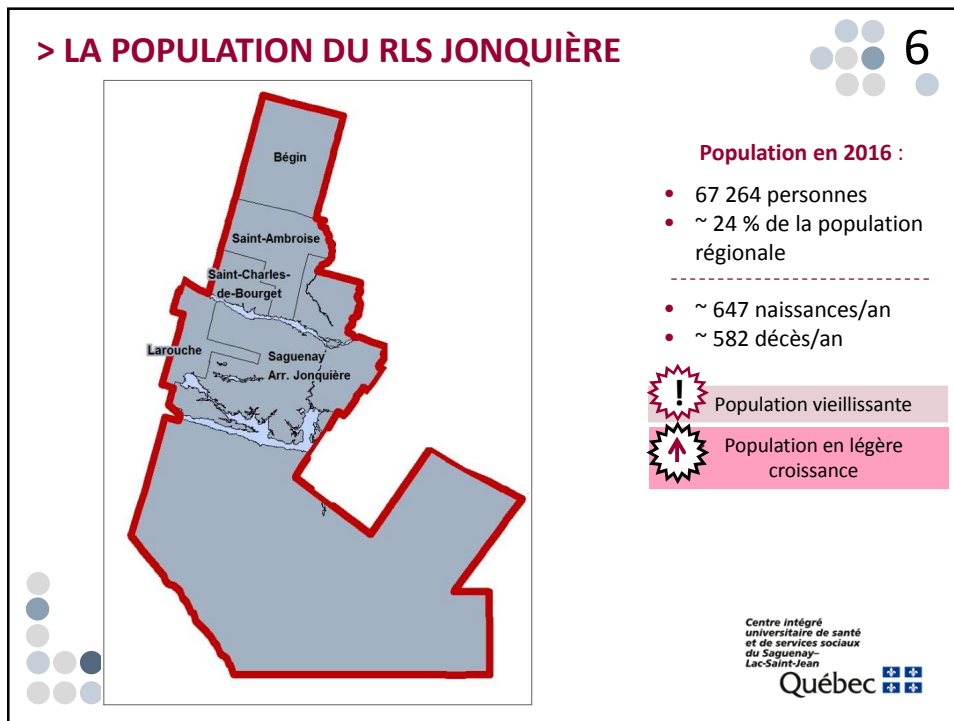 > LA POPULATION DU RLS JONQUIÈRE
6
Bégin
Saint-Ambroise
Saint-Charles-
de-Bourget
Larouche
Saguenay
Arr. Jonquière
Population en 2016 :
• 67 264 personnes
• ~ 24 % de la population
régionale
• ~ 647 naissances/an
• ~ 582 décès/an
! Population vieillissante
Population en légère
croissance
Centre intégré
universitaire de santé
et de services sociaux
du Saguenay–
Lac-Saint-Jean
Québec